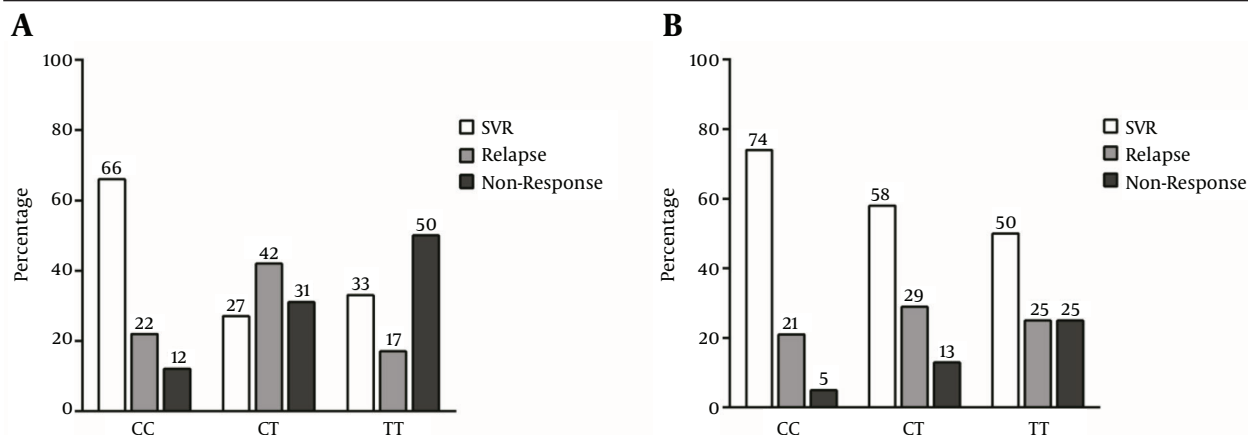 A
Percentage
100
80
60
40
20
0
66
22
12
27
42
31
33
17
50
CC
CT
TT
SVR
Relapse
Non-Response
B
Percentage
100
80
60
40
20
0
74
21
5
58
29
13
50
25
25
CC
CT
TT
SVR
Relapse
Non-Response